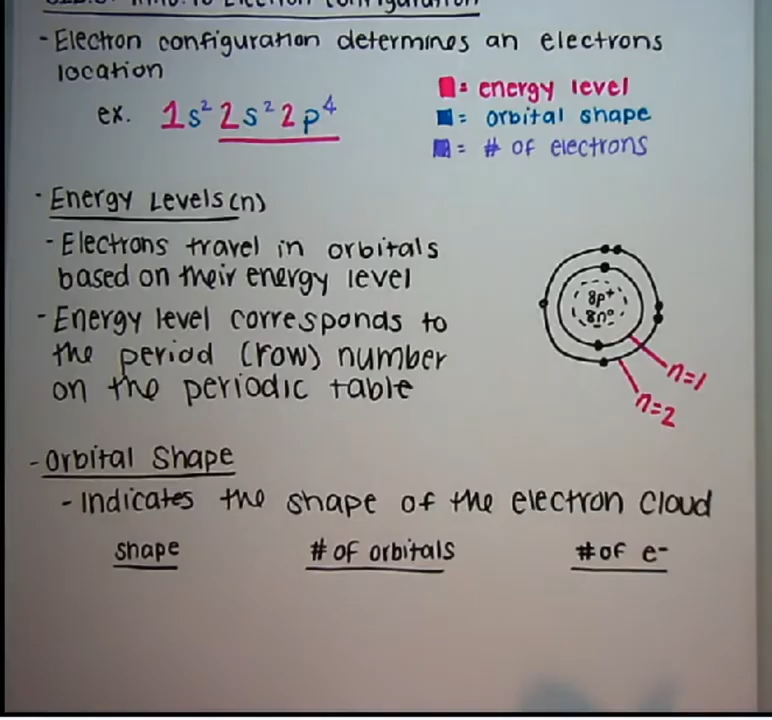 - Electron configuration determines an electrons
location
ex. 1s² 2s² 2p⁴
= energy level
= orbital shape
= # of electrons
- Energy Levels (n)
- Electrons travel in orbitals
based on their energy level
- Energy level corresponds to
the period (row) number
on the periodic table
8p⁺
8n⁰
n=1
n=2
- Orbital Shape
- Indicates the shape of the electron cloud
shape # of orbitals # of e-